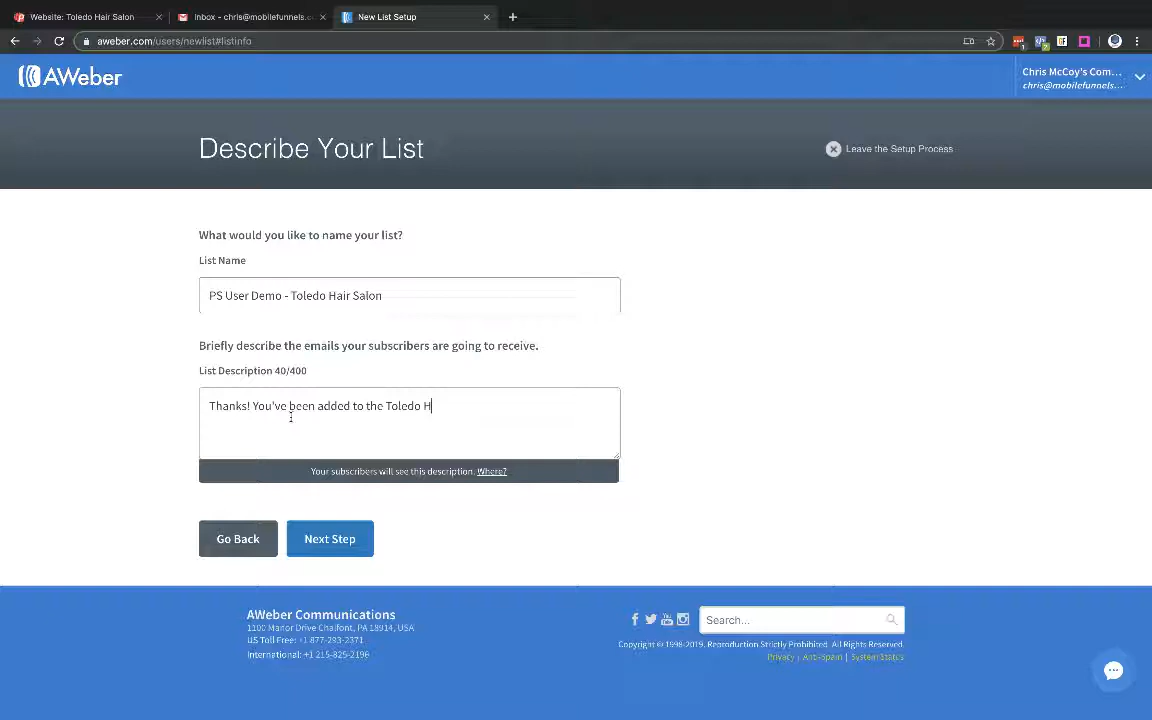 Website: Toledo Hair Salon
Inbox - chris@mobilefunnels.c
New List Setup
aweber.com/users/newlist#listinfo
AWeber
Chris McCoy's Com...
chris@mobilefunnels...
Describe Your List
Leave the Setup Process
What would you like to name your list?
List Name
PS User Demo - Toledo Hair Salon
Briefly describe the emails your subscribers are going to receive.
List Description 40/400
Thanks! You've been added to the Toledo H
Your subscribers will see this description. Where?
Go Back
Next Step
AWeber Communications
1100 Manor Drive Chalfont, PA 18914, USA
US Toll Free: +1 877-293-2371
International: +1 215-825-2196
You
Search...
Copyright © 1998-2019. Reproduction Strictly Prohibited. All Rights Reserved.
Privacy | Anti-Spam | System Status